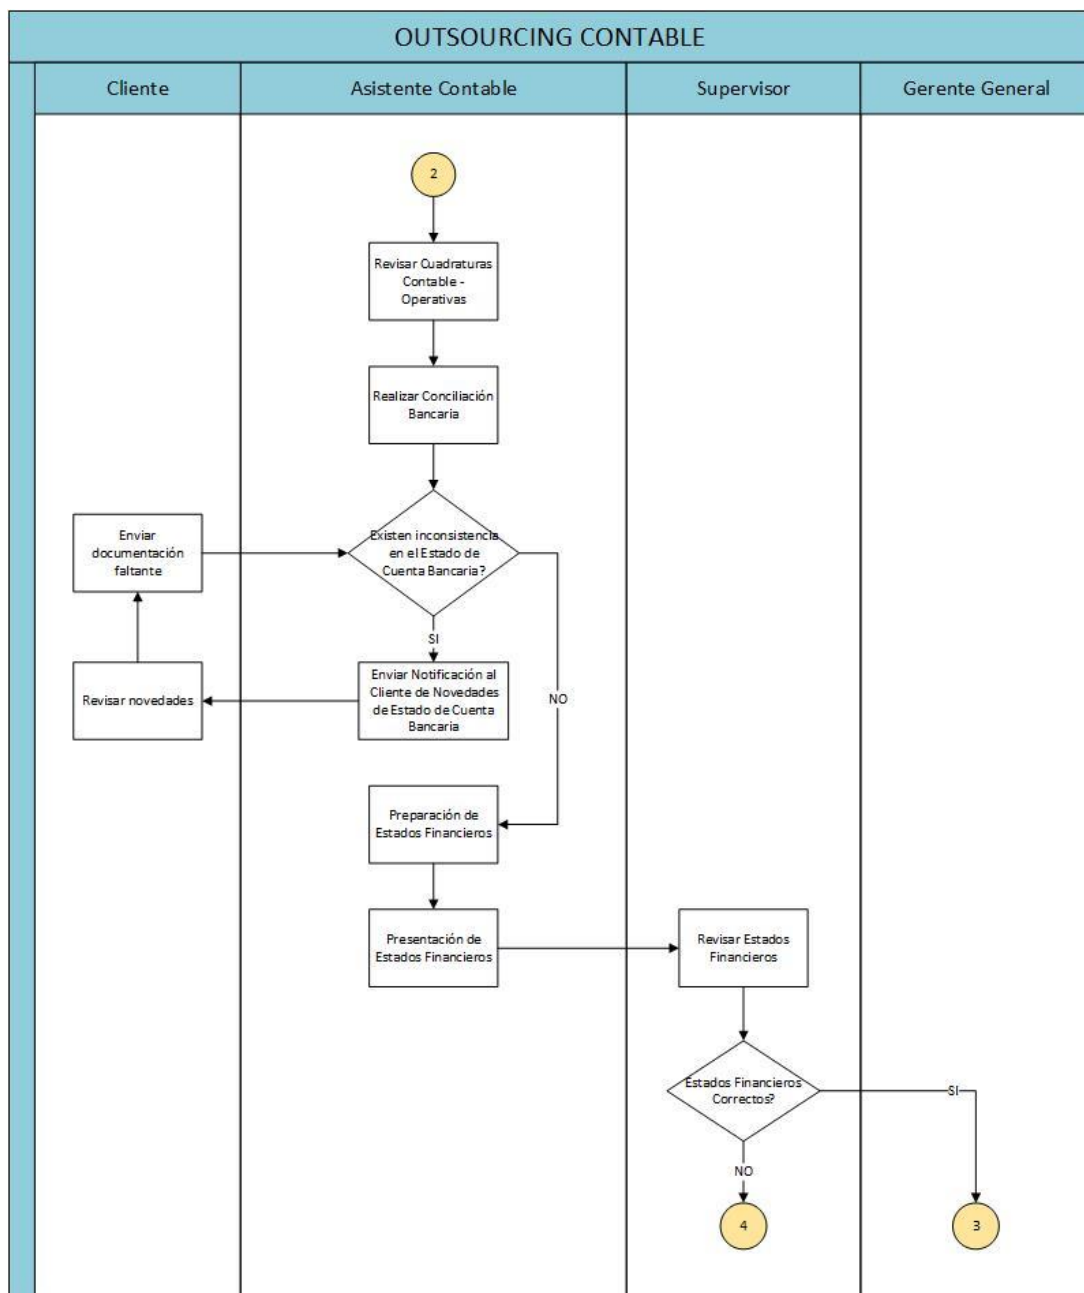 OUTSOURCING CONTABLE
Cliente
Asistente Contable
Supervisor
Gerente General
2
Revisar Cuadraturas
Contable -
Operativas
Realizar Conciliación
Bancaria
Enviar
documentación
faltante
Existen inconsistencia
en el Estado de
Cuenta Bancaria?
SI
Revisar novedades
Enviar Notificación al
Cliente de Novedades
de Estado de Cuenta
Bancaria
NO
Preparación de
Estados Financieros
Presentación de
Estados Financieros
Revisar Estados
Financieros
Estados Financieros
Correctos?
SI
NO
4
3